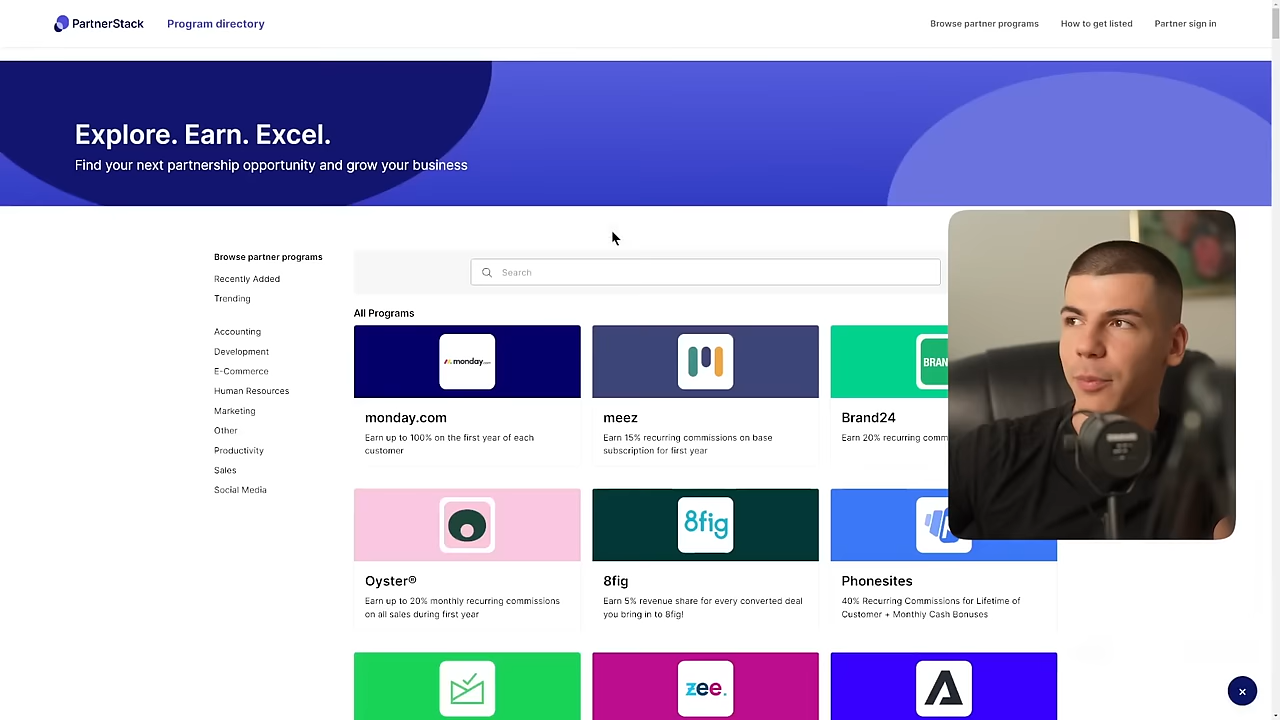 PartnerStack
Program directory
Browse partner programs
How to get listed
Partner sign in
Explore. Earn. Excel.
Find your next partnership opportunity and grow your business
Browse partner programs
Recently Added
Trending
Accounting
Development
E-Commerce
Human Resources
Marketing
Other
Productivity
Sales
Social Media
Search
All Programs
monday.com
monday.com
Earn up to 100% on the first year of each
customer
meez
Earn 15% recurring commissions on base
subscription for first year
BRAN
Brand24
Earn 20% recurring comm
Oyster®
Earn up to 20% monthly recurring commissions
on all sales during first year
8fig
8fig
Earn 5% revenue share for every converted deal
you bring in to 8fig!
Phonesites
40% Recurring Commissions for Lifetime of
Customer + Monthly Cash Bonuses
zee.